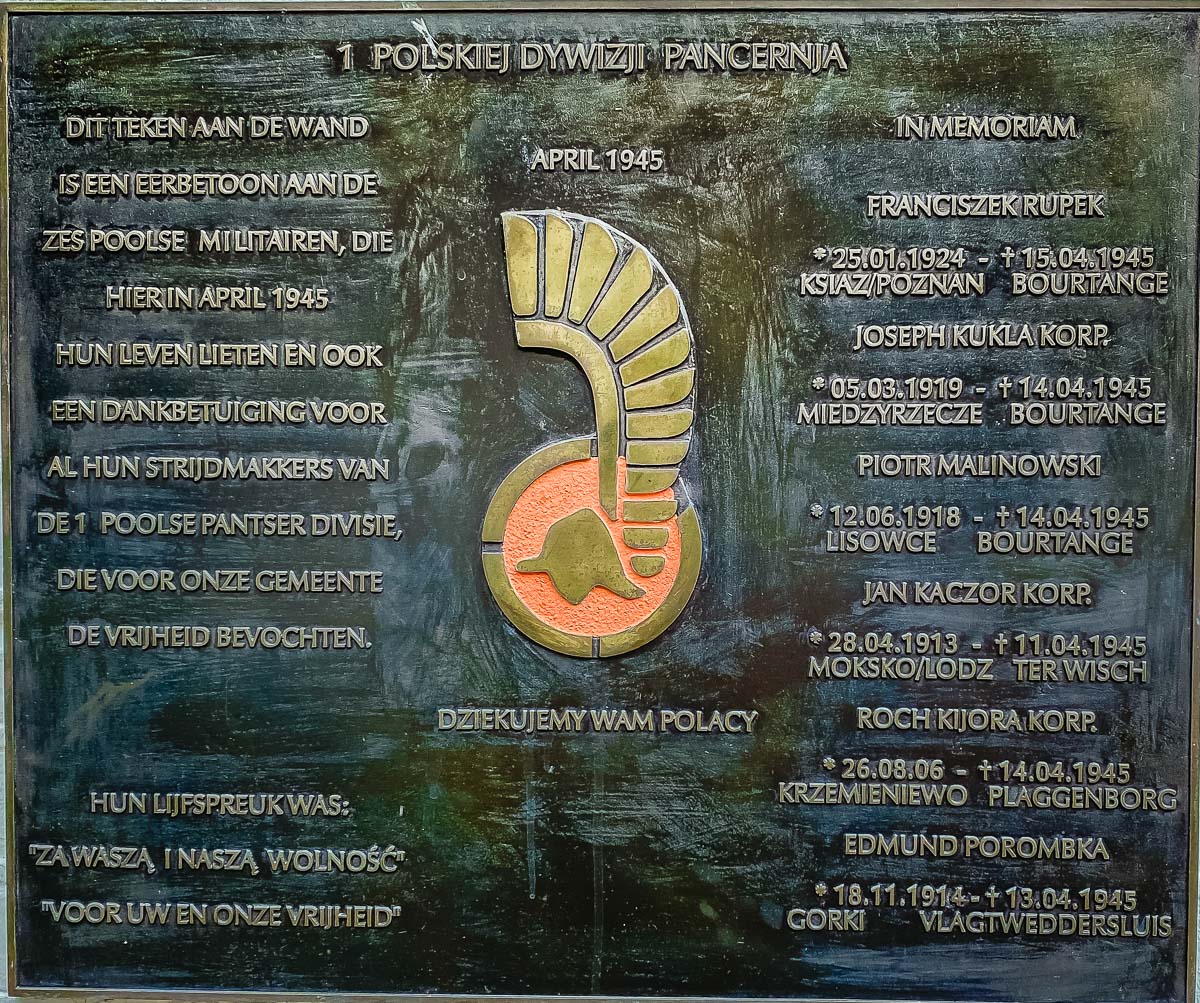 1 POLSKIEJ DYWIZJI PANCERNJA
DIT TEKEN AAN DE WAND
IS EEN EERBETOON AAN DE
ZES POOLSE MILITAIREN, DIE
HIER IN APRIL 1945
HUN LEVEN LIETEN EN OOK
EEN DANKBETUIGING VOOR
AL HUN STRIJDMAKKERS VAN
DE 1 POOLSE PANTSER DIVISIE,
DIE VOOR ONZE GEMEENTE
DE VRIJHEID BEVOCHTEN.
HUN LIJFSPREUK WAS:
"ZA WASZĄ I NASZĄ WOLNOŚĆ"
"VOOR UW EN ONZE VRIJHEID"
APRIL 1945
DZIEKUJEMY WAM POLACY
IN MEMORIAM
FRANCISZEK RUPEK
* 25.01.1924 - † 15.04.1945
KSIAZ/POZNAN BOURTANGE
JOSEPH KUKLA KORP.
* 05.03.1919 - † 14.04.1945
MIEDZYRZECZE BOURTANGE
PIOTR MALINOWSKI
* 12.06.1918 - † 14.04.1945
LISOWCE BOURTANGE
JAN KACZOR KORP.
* 28.04.1913 - † 11.04.1945
MOKSKO/LODZ TER WISCH
ROCH KIJORA KORP.
* 26.08.06 - † 14.04.1945
KRZEMIENIEWO PLAGGENBORG
EDMUND POROMBKA
* 18.11.1914 - † 13.04.1945
GORKI VLAGTWEDDERSLUIS